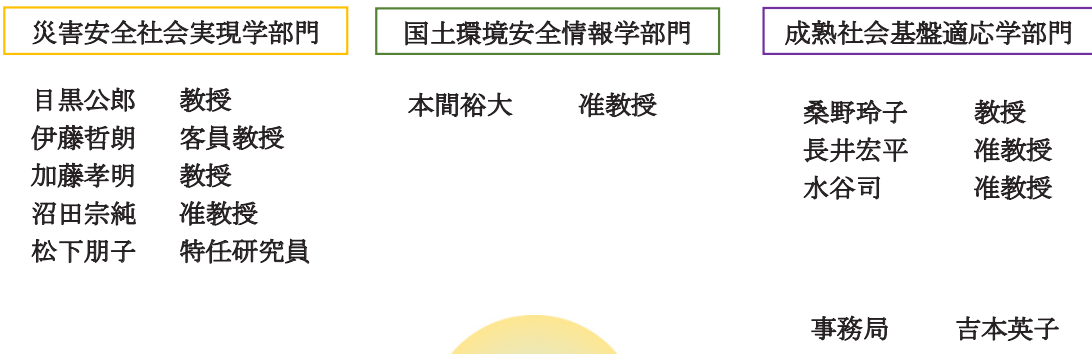 災害安全社会実現学部門
目黒公郎 教授
伊藤哲朗 客員教授
加藤孝明 教授
沼田宗純 准教授
松下朋子 特任研究員
国土環境安全情報学部門
本間裕大 准教授
成熟社会基盤適応学部門
桑野玲子 教授
長井宏平 准教授
水谷司 准教授
事務局 吉本英子